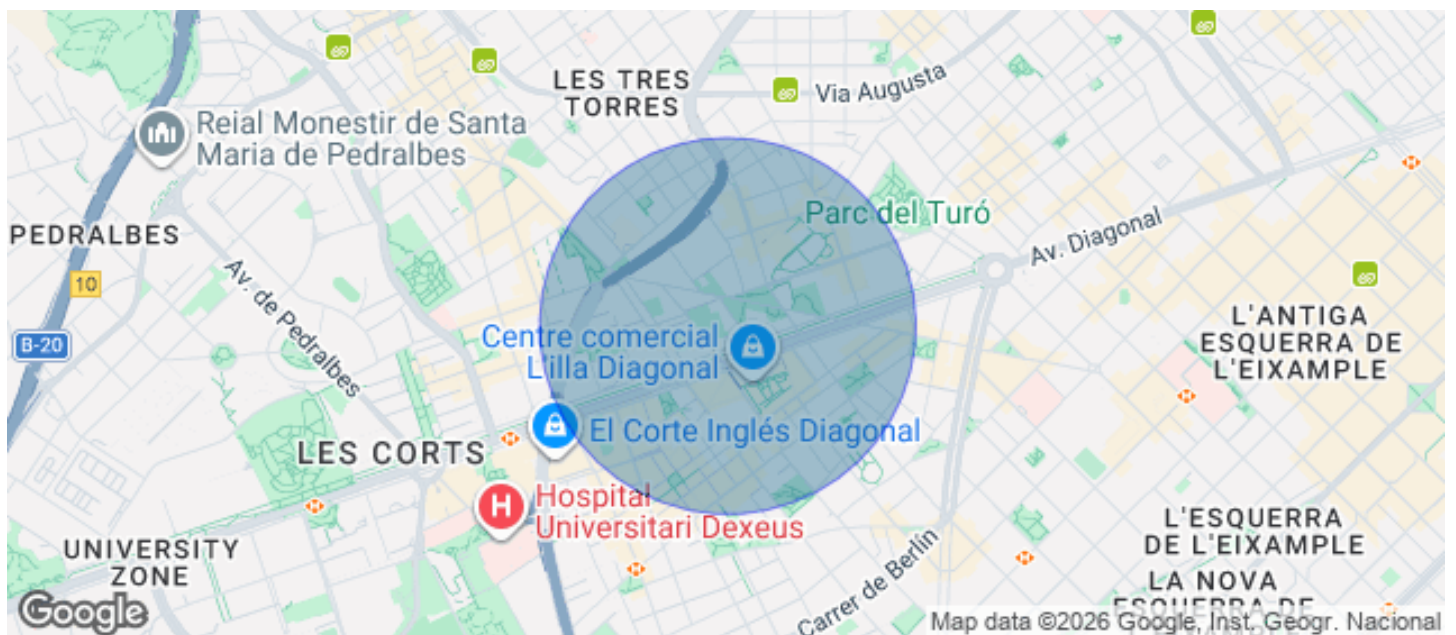 LES TRES
TORRES
Via Augusta
Reial Monestir de Santa
Maria de Pedralbes
Parc del Turó
PEDRALBES
Av. Diagonal
10
Av. de Pedralbes
B-20
L'ANTIGA
ESQUERRA DE
L'EIXAMPLE
Centre comercial
L'illa Diagonal
El Corte Inglés Diagonal
LES CORTS
Hospital
Universitari Dexeus
H
UNIVERSITY
ZONE
L'ESQUERRA
DE L'EIXAMPLE
Carrer de Berlín
LA NOVA
ESQUERRA DE
Google
Map data ©2026 Google, Inst. Geogr. Nacional